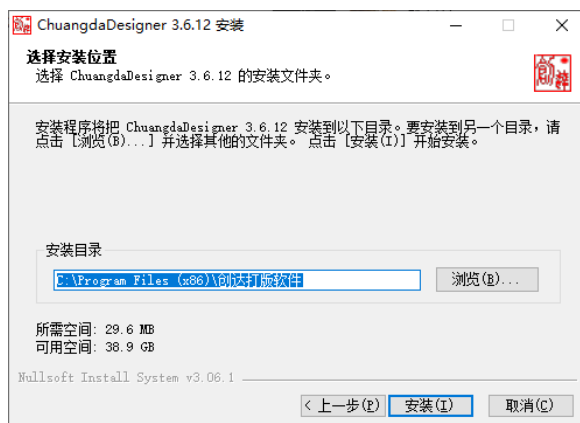 ChuangdaDesigner 3.6.12 安装
选择安装位置
选择 ChuangdaDesigner 3.6.12 的安装文件夹。
安装程序将把 ChuangdaDesigner 3.6.12 安装到以下目录。要安装到另一个目录，请
点击 [浏览(B)...] 并选择其他的文件夹。 点击 [安装(I)] 开始安装。
安装目录
C:\Program Files (x86)\创达打版软件
浏览(B)...
所需空间: 29.6 MB
可用空间: 38.9 GB
Nullsoft Install System v3.06.1
< 上一步(P)
安装(I)
取消(C)